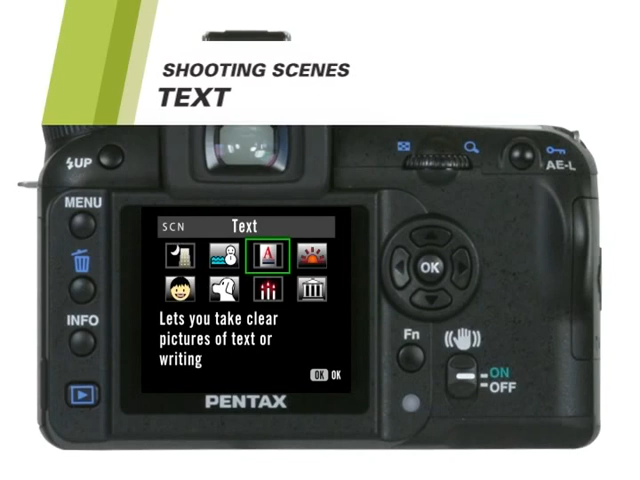 SHOOTING SCENES
TEXT
UP
AE-L
MENU
SCN Text
A
OK
INFO
Lets you take clear
pictures of text or
writing
OK OK
Fn
ON
OFF
PENTAX